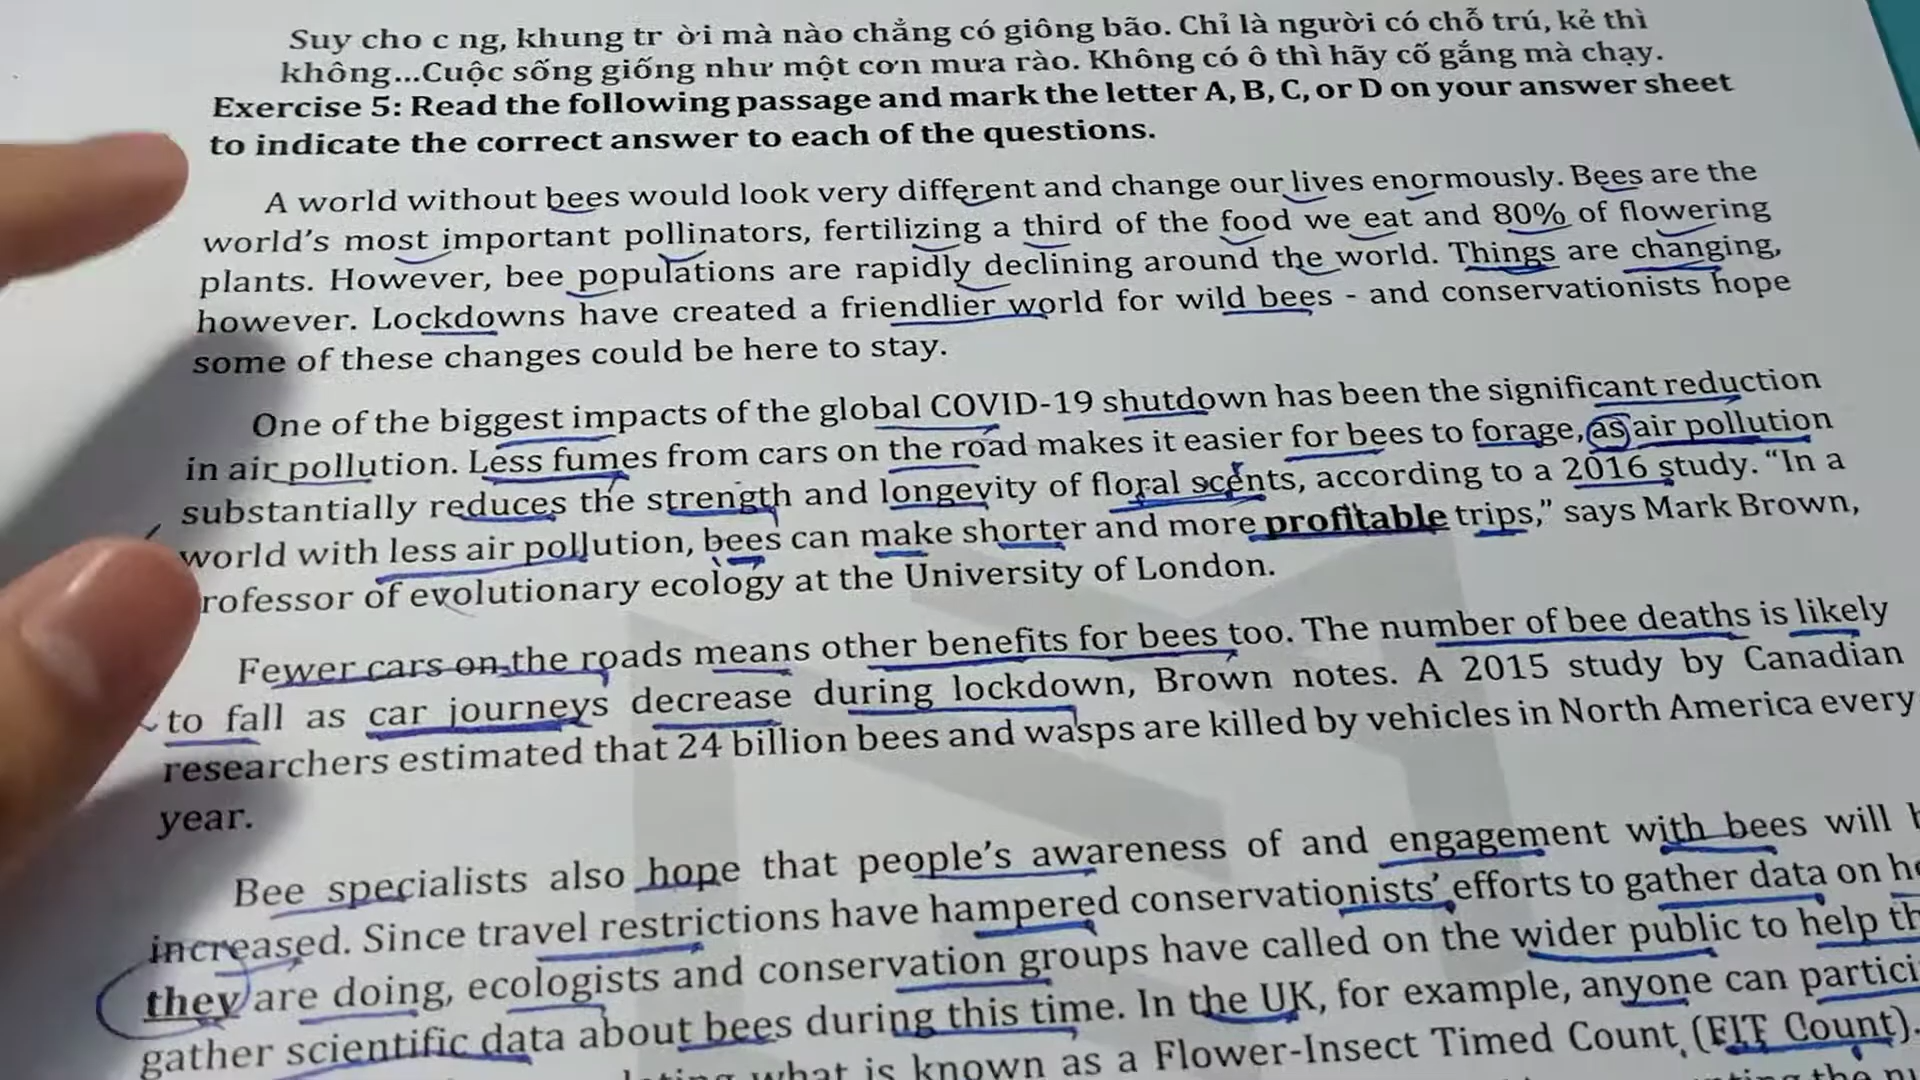 Suy cho c ng, khung tr ời mà nào chẳng có giông bão. Chỉ là người có chỗ trú, kẻ thì
không...Cuộc sống giống như một cơn mưa rào. Không có ô thì hãy cố gắng mà chạy.
Exercise 5: Read the following passage and mark the letter A, B, C, or D on your answer sheet
to indicate the correct answer to each of the questions.
A world without bees would look very different and change our lives enormously. Bees are the
world's most important pollinators, fertilizing a third of the food we eat and 80% of flowering
plants. However, bee populations are rapidly declining around the world. Things are changing,
however. Lockdowns have created a friendlier world for wild bees - and conservationists hope
some of these changes could be here to stay.
One of the biggest impacts of the global COVID-19 shutdown has been the significant reduction
in air pollution. Less fumes from cars on the road makes it easier for bees to forage, as air pollution
substantially reduces the strength and longevity of floral scents, according to a 2016 study. "In a
world with less air pollution, bees can make shorter and more profitable trips," says Mark Brown,
rofessor of evolutionary ecology at the University of London.
Fewer cars on the roads means other benefits for bees too. The number of bee deaths is likely
to fall as car journeys decrease during lockdown, Brown notes. A 2015 study by Canadian
researchers estimated that 24 billion bees and wasps are killed by vehicles in North America every
year.
Bee specialists also hope that people's awareness of and engagement with bees will
increased. Since travel restrictions have hampered conservationists' efforts to gather data on
they are doing, ecologists and conservation groups have called on the wider public to help
gather scientific data about bees during this time. In the UK, for example, anyone can
what is known as a Flower-Insect Timed Count (FIT Count).